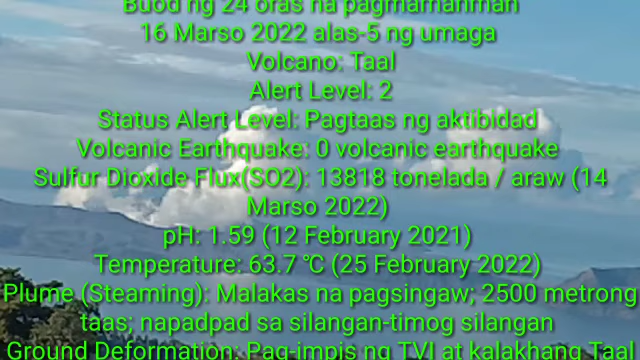 Buod ng 24 oras na pagmamanman
16 Marso 2022 alas-5 ng umaga
Volcano: Taal
Alert Level: 2
Status Alert Level: Pagtaas ng aktibidad
Volcanic Earthquake: 0 volcanic earthquake
Sulfur Dioxide Flux(SO2): 13818 tonelada / araw (14
Marso 2022)
pH: 1.59 (12 February 2021)
Temperature: 63.7 ℃ (25 February 2022)
Plume (Steaming): Malakas na pagsingaw; 2500 metrong
taas; napadpad sa silangan-timog silangan
Ground Deformation: Pag-impis ng TVI at kalakhang Taal